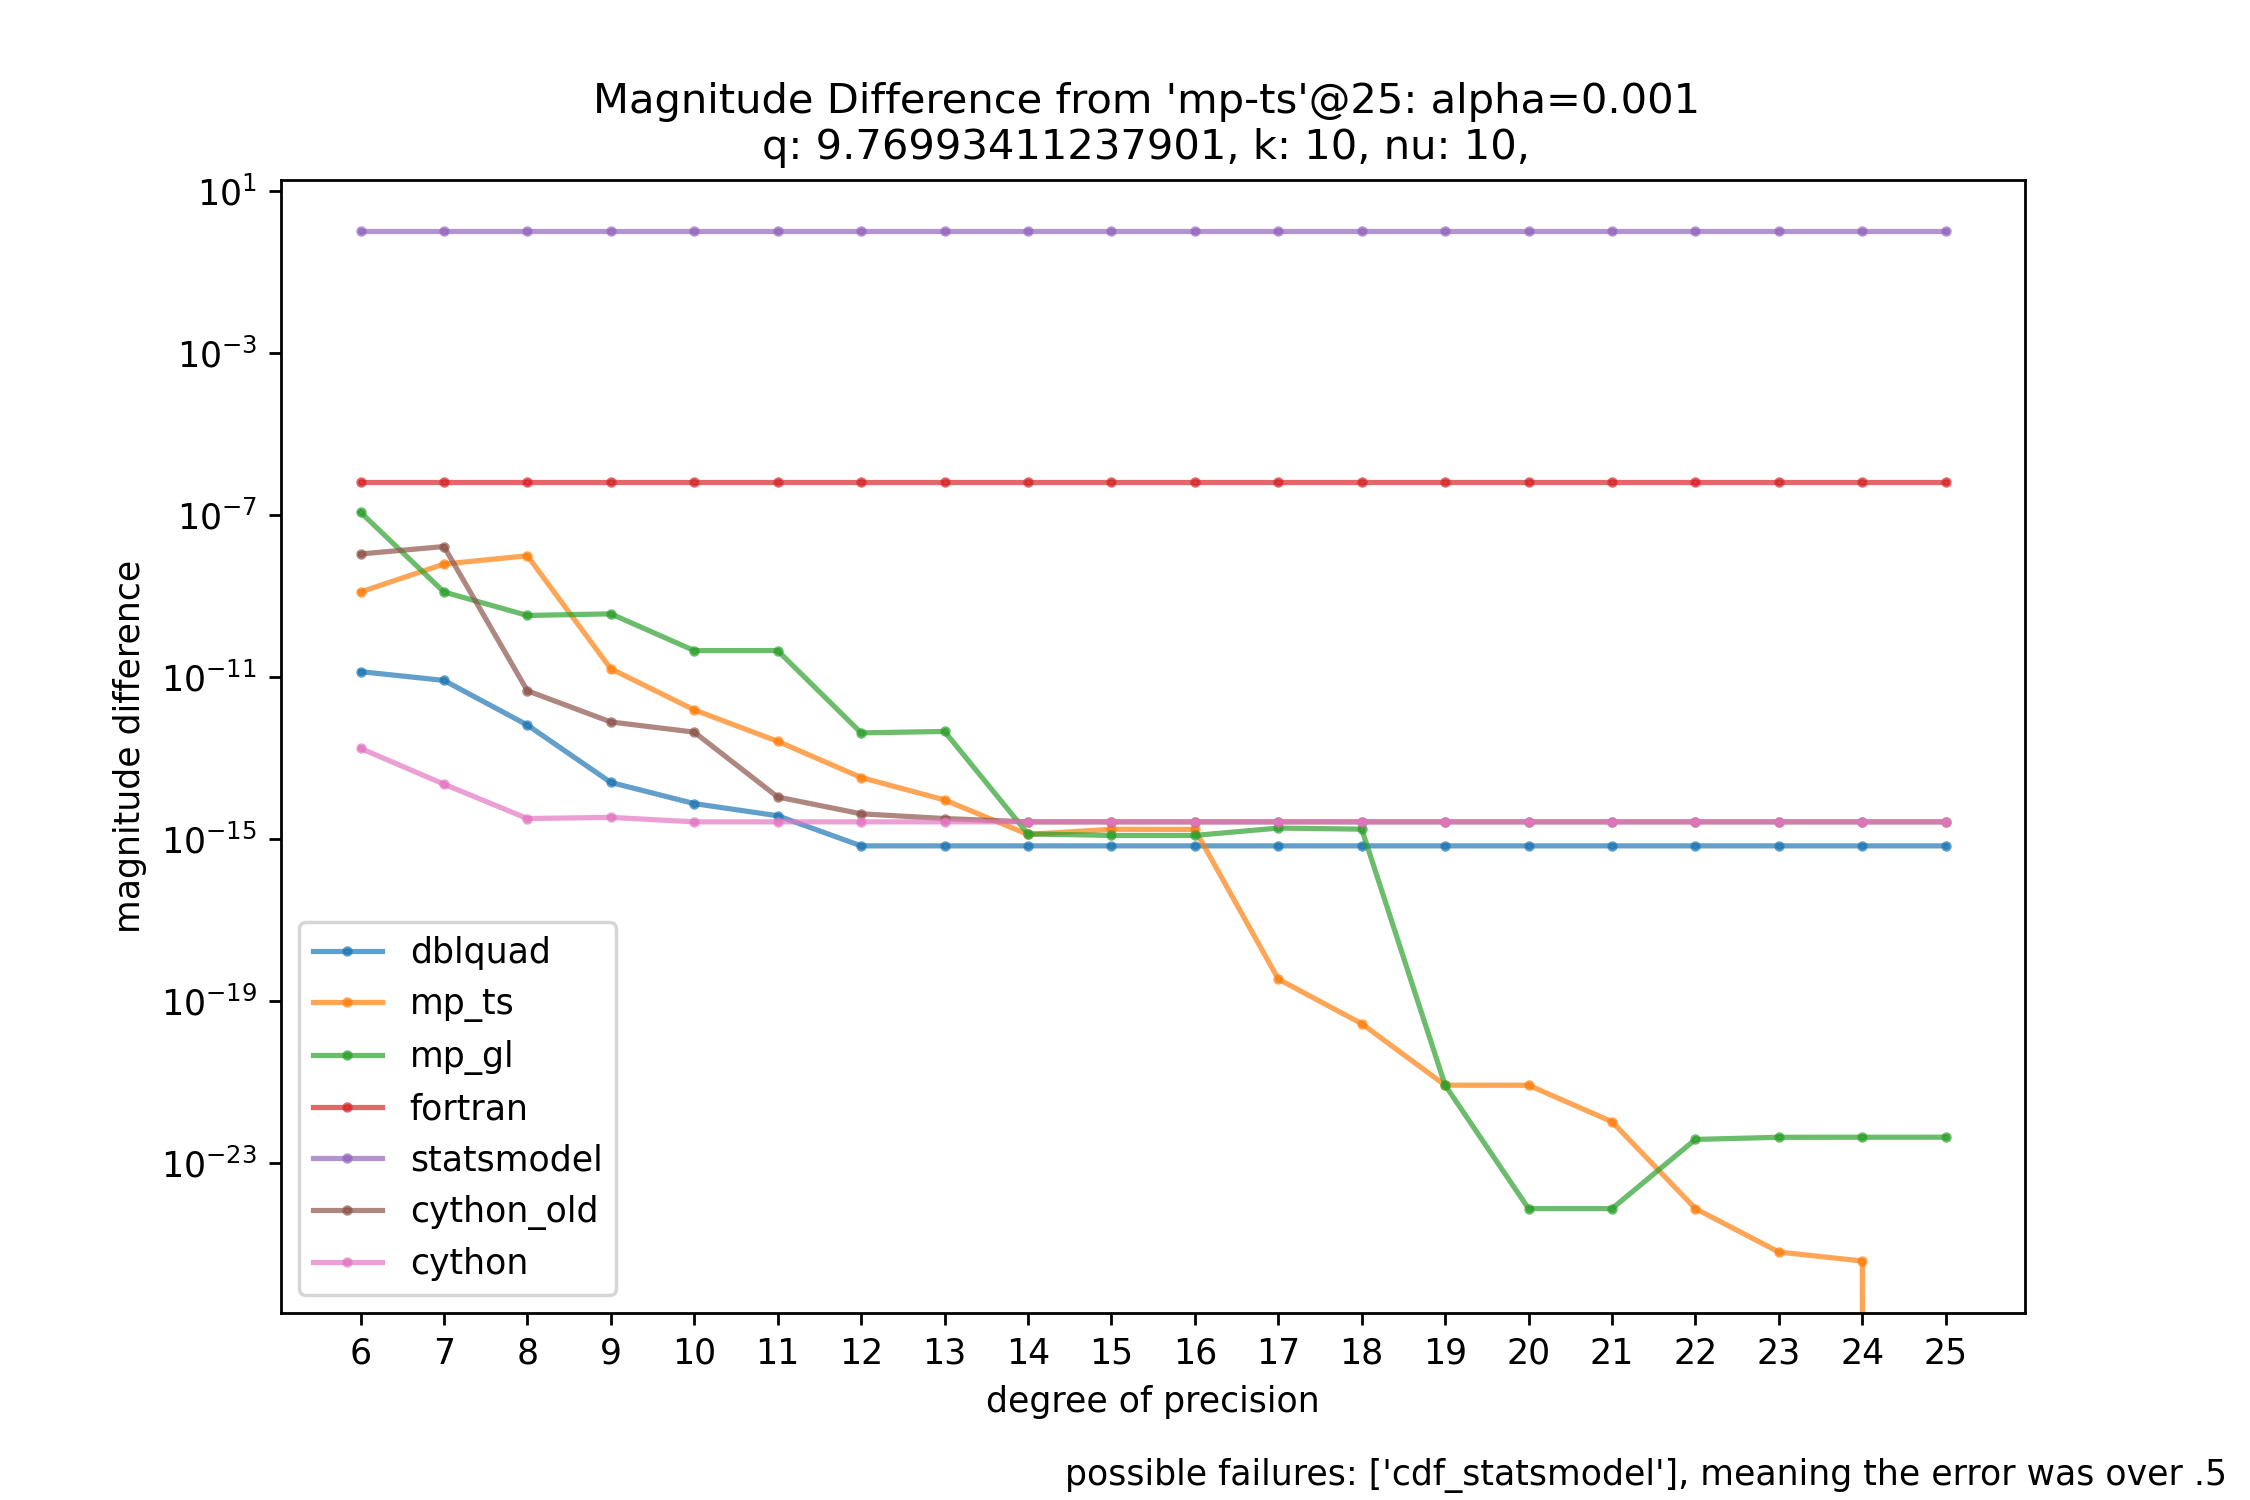 Magnitude Difference from 'mp-ts'@25: alpha=0.001
q: 9.76993411237901, k: 10, nu: 10,
10¹
10⁻³
10⁻⁷
10⁻¹¹
10⁻¹⁵
10⁻¹⁹
10⁻²³
magnitude difference
dblquad
mp_ts
mp_gl
fortran
statsmodel
cython_old
cython
6 7 8 9 10 11 12 13 14 15 16 17 18 19 20 21 22 23 24 25
degree of precision
possible failures: ['cdf_statsmodel'], meaning the error was over .5